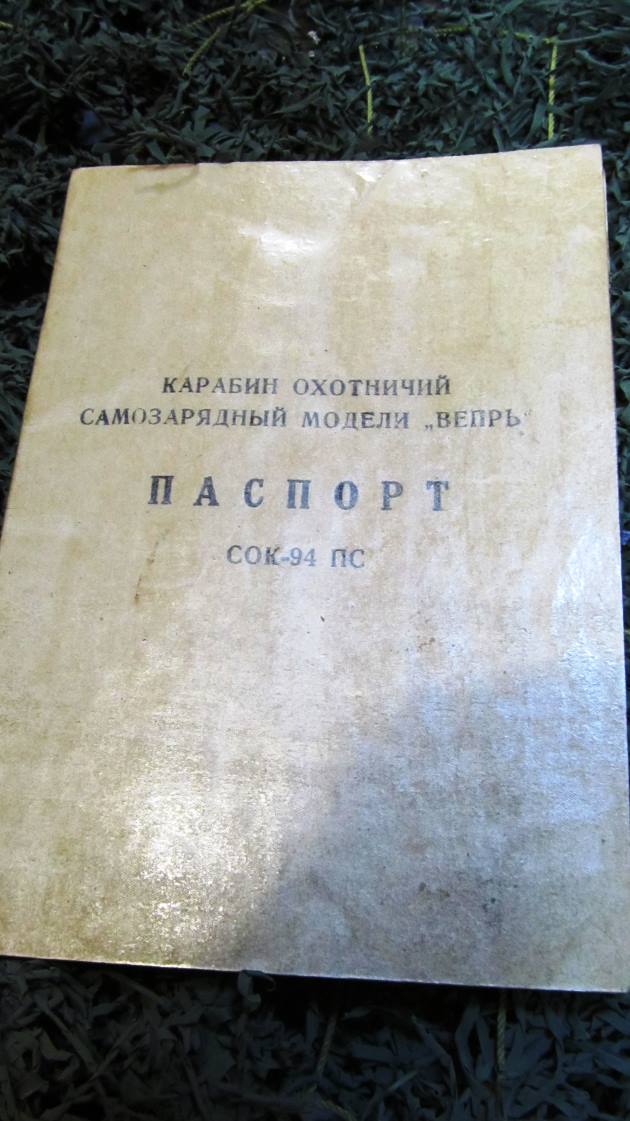 КАРАБИН ОХОТНИЧИЙ
САМОЗАРЯДНЫЙ МОДЕЛИ „ВЕПРЬ“
ПАСПОРТ
СОК-94 ПС